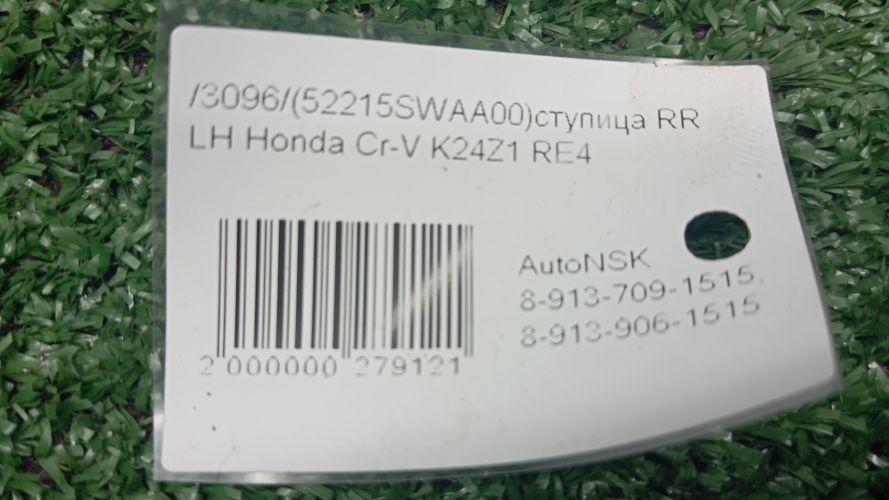 /3096/(52215SWAA00)ступица RR
LH Honda Cr-V K24Z1 RE4
AutoNSK
8-913-709-1515,
8-913-906-1515
2 000000 279121